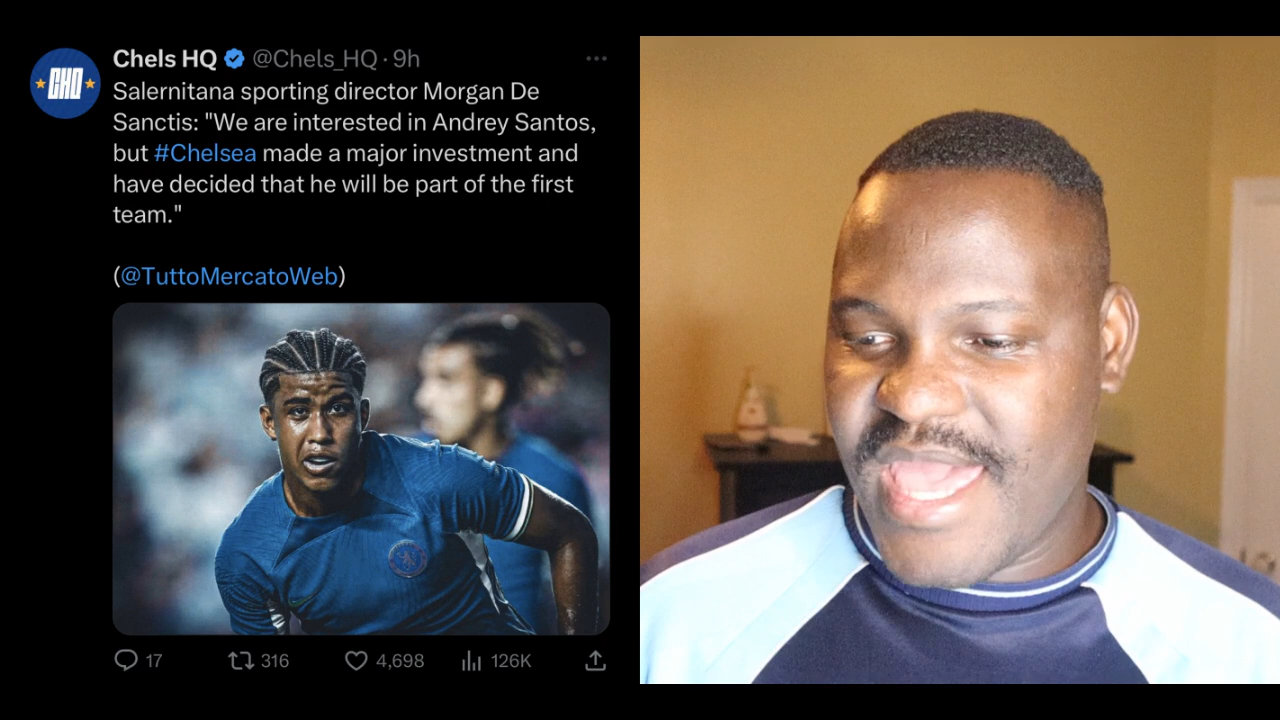 CHQ
Chels HQ @Chels_HQ · 9h
Salernitana sporting director Morgan De
Sanctis: "We are interested in Andrey Santos,
but #Chelsea made a major investment and
have decided that he will be part of the first
team."
(@TuttoMercatoWeb)
17 316 4,698 126K